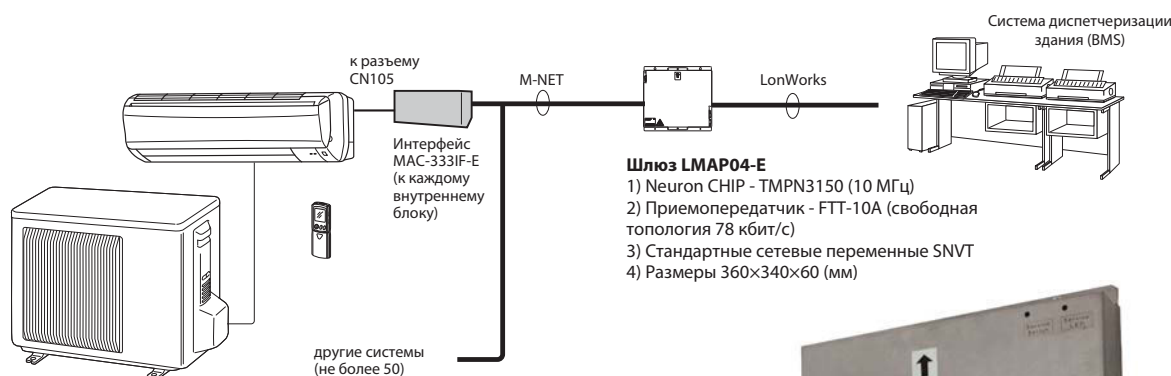 Система диспетчеризации
здания (BMS)
к разъему
CN105
M-NET
LonWorks
Интерфейс
MAC-333IF-E
(к каждому
внутреннему
блоку)
Шлюз LMAP04-E
1) Neuron CHIP - TMPN3150 (10 МГц)
2) Приемопередатчик - FTT-10A (свободная
топология 78 кбит/с)
3) Стандартные сетевые переменные SNVT
4) Размеры 360×340×60 (мм)
другие системы
(не более 50)